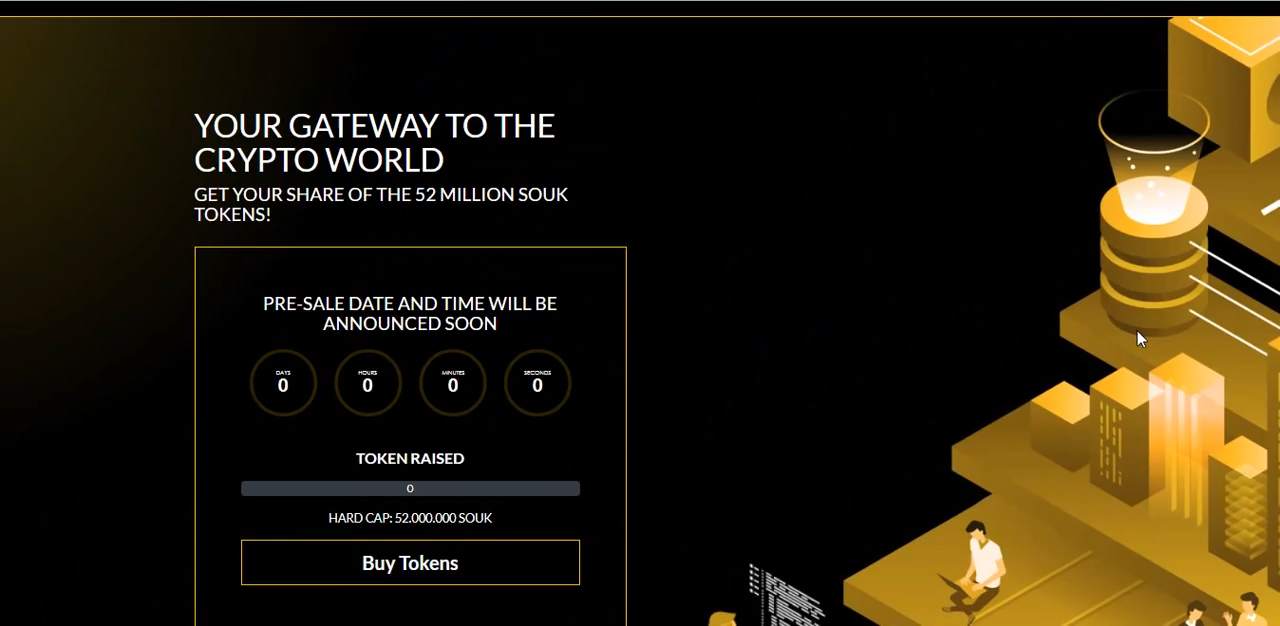 YOUR GATEWAY TO THE
CRYPTO WORLD
GET YOUR SHARE OF THE 52 MILLION SOUK
TOKENS!
PRE-SALE DATE AND TIME WILL BE
ANNOUNCED SOON
DAYS HOURS MINUTES SECONDS
0 0 0 0
TOKEN RAISED
0
HARD CAP: 52.000.000 SOUK
Buy Tokens